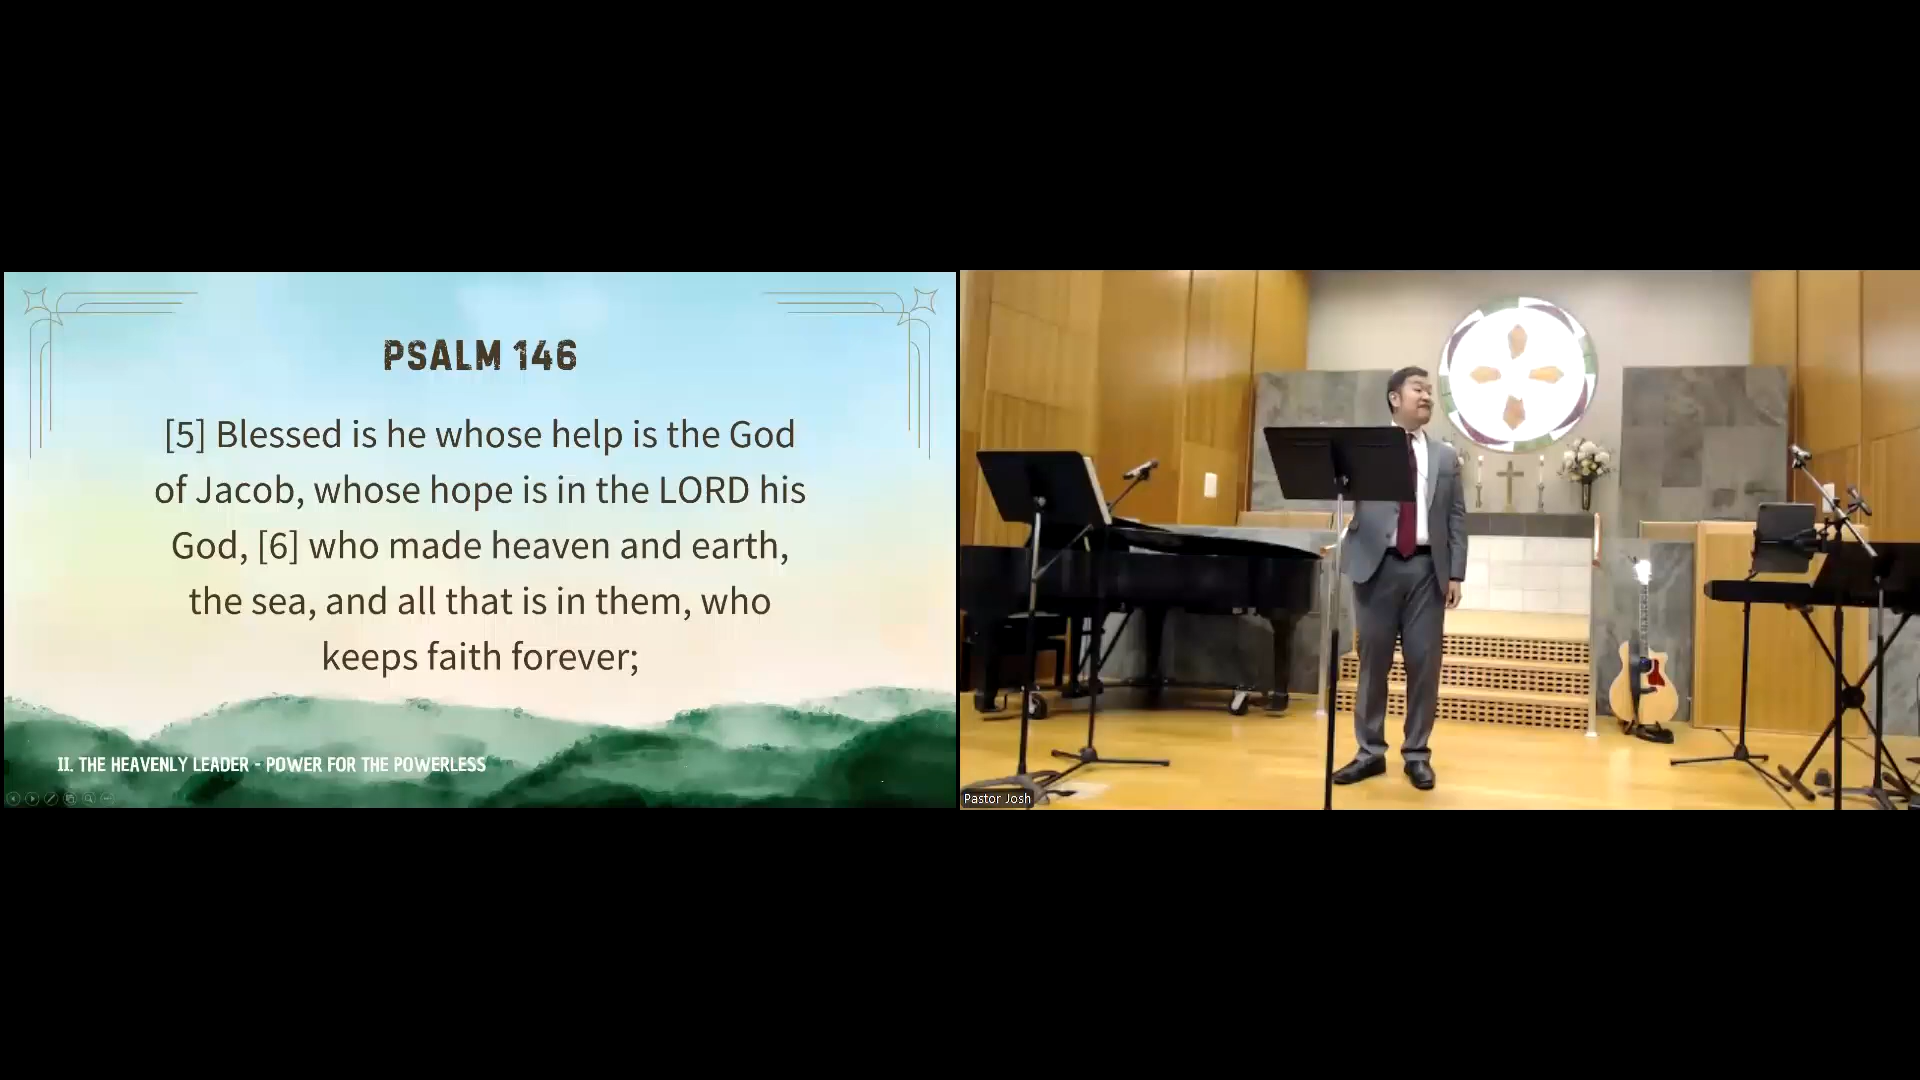 PSALM 146
[5] Blessed is he whose help is the God
of Jacob, whose hope is in the LORD his
God, [6] who made heaven and earth,
the sea, and all that is in them, who
keeps faith forever;
II. THE HEAVENLY LEADER - POWER FOR THE POWERLESS
Pastor Josh